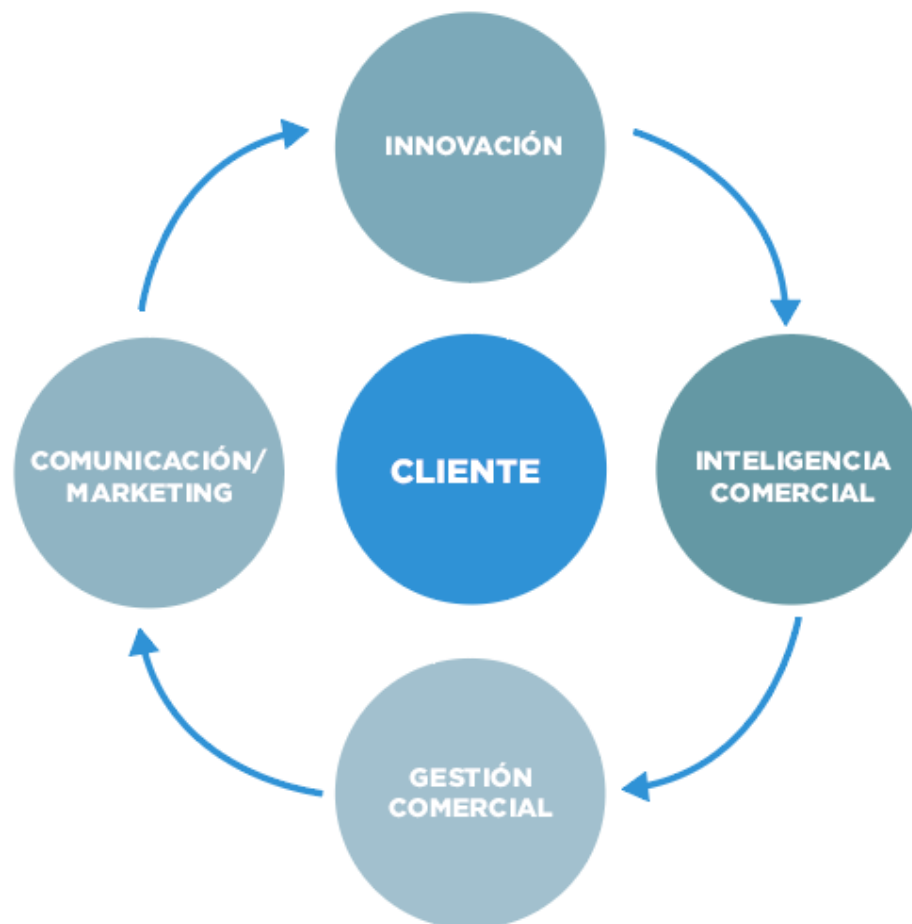 INNOVACIÓN
COMUNICACIÓN/
MARKETING
CLIENTE
INTELIGENCIA
COMERCIAL
GESTIÓN
COMERCIAL